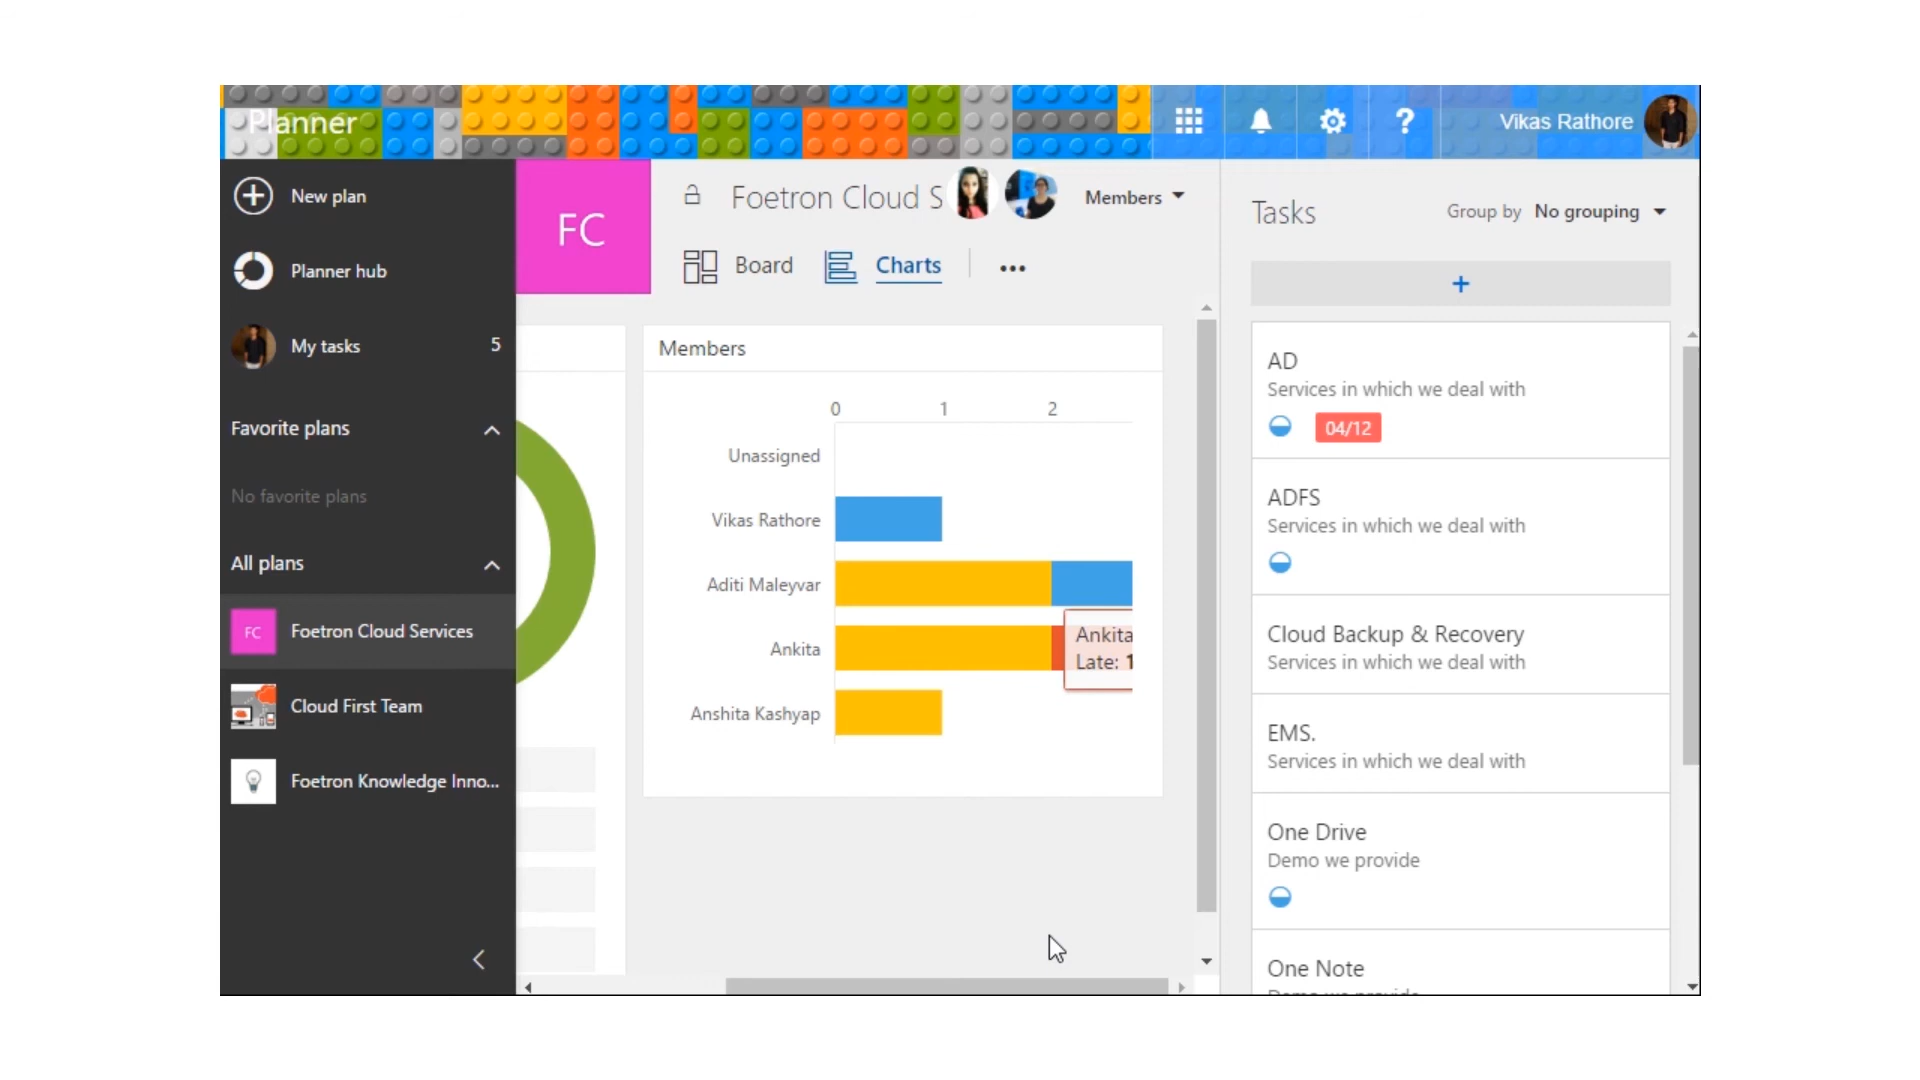 Planner
Vikas Rathore
New plan
Planner hub
My tasks 5
Favorite plans
No favorite plans
All plans
FC Foetron Cloud Services
Cloud First Team
Foetron Knowledge Inno...
FC
Foetron Cloud S
Members
Board
Charts
Members
0 1 2
Unassigned
Vikas Rathore
Aditi Maleyvar
Ankita
Anshita Kashyap
Ankita
Late: 1
Tasks
Group by No grouping
+
AD
Services in which we deal with
04/12
ADFS
Services in which we deal with
Cloud Backup & Recovery
Services in which we deal with
EMS.
Services in which we deal with
One Drive
Demo we provide
One Note
Demo we provide